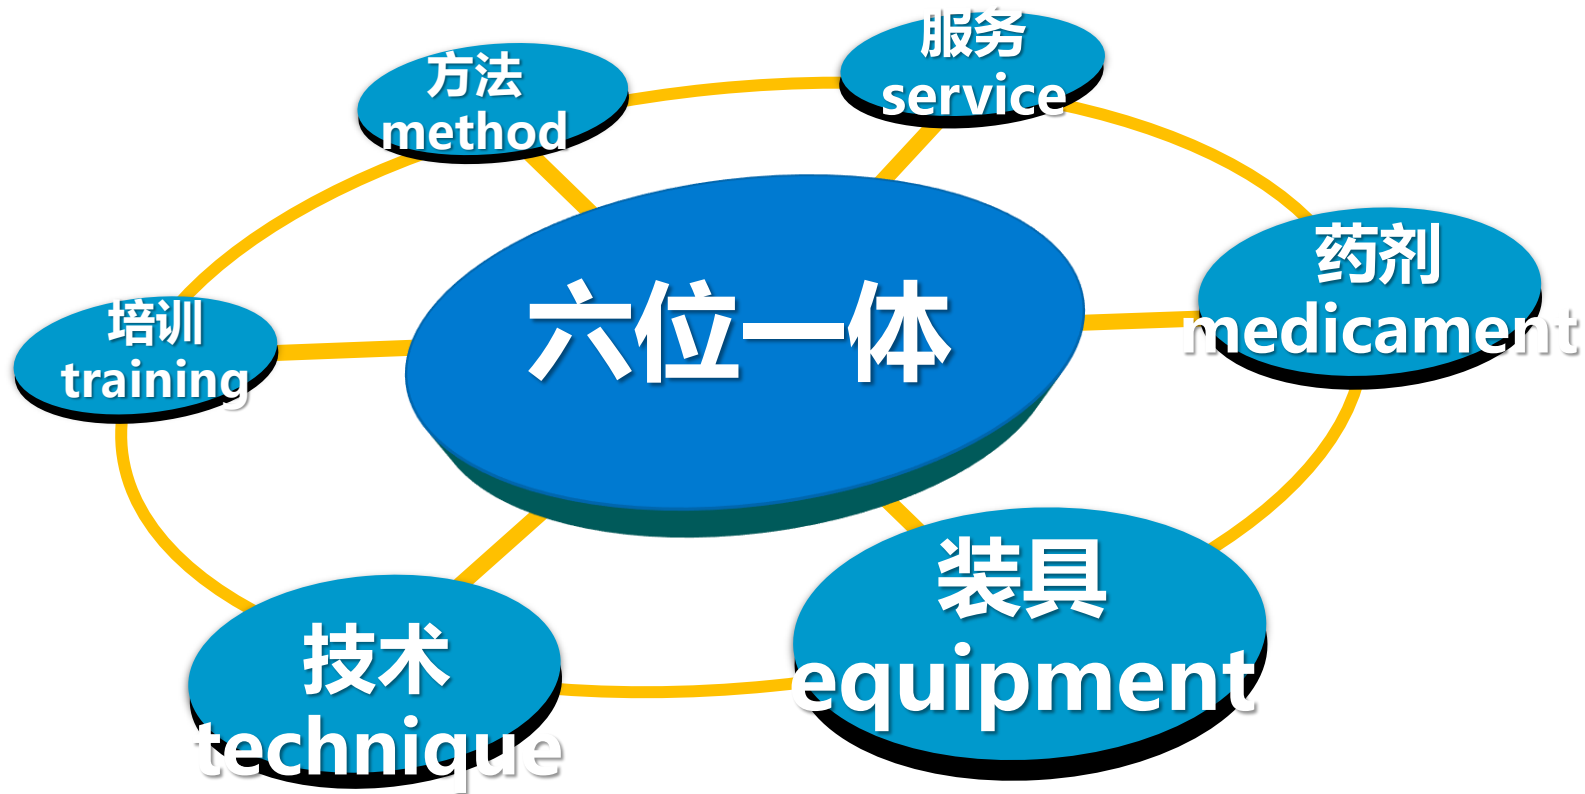 服务
service
方法
method
药剂
medicament
六位一体
培训
training
装具
equipment
技术
technique